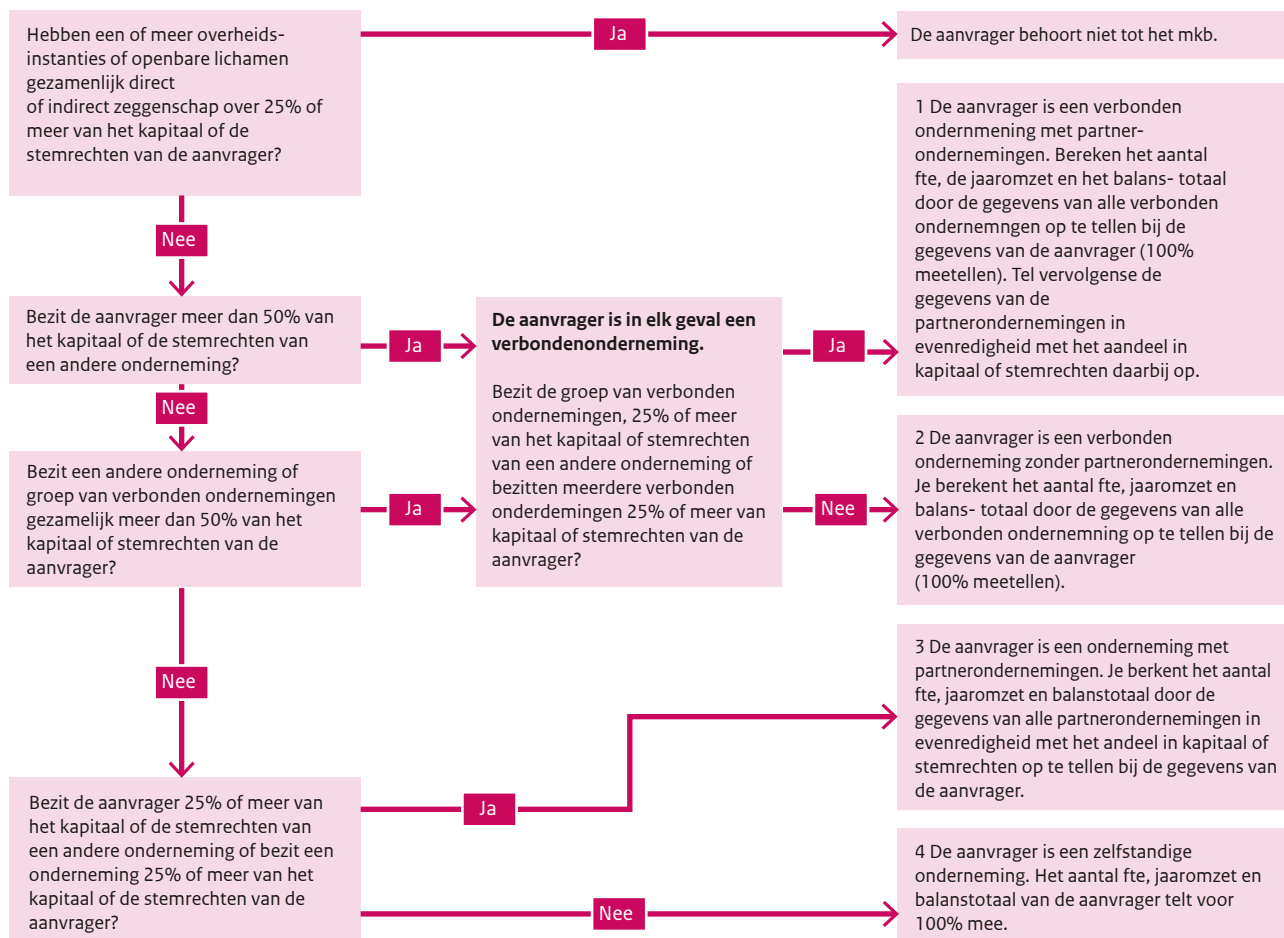 Hebben een of meer overheids-
instanties of openbare lichamen
gezamenlijk direct
of indirect zeggenschap over 25% of
meer van het kapitaal of de
stemrechten van de aanvrager?
Ja
De aanvrager behoort niet tot het mkb.
Nee
Bezit de aanvrager meer dan 50% van
het kapitaal of de stemrechten van
een andere onderneming?
Ja
Nee
Bezit een andere onderming of
groep van verbonden ondernemingen
gezamelijk meer dan 50% van het
kapitaal of stemrechten van de
aanvrager?
Ja
De aanvrager is in elk geval een
verbondenonderneming.
Bezit de groep van verbonden
ondernemingen, 25% of meer
van het kapitaal of stemrechten
van een andere onderming of
bezitten meerdere verbonden
onderdemingen 25% of meer van
kapitaal of stemrechten van de
aanvrager?
Ja
1 De aanvrager is een verbonden
ondernmening met partner-
ondernemingen. Bereken het aantal
fte, de jaaromzet en het balans- totaal
door de gegevens van alle verbonden
ondernemngen op te tellen bij de
gegevens van de aanvrager (100%
meetellen). Tel vervolgense de
gegevens van de
partnerondernemingen in
evenredigheid met het aandeel in
kapitaal of stemrechten daarbij op.
Nee
2 De aanvrager is een verbonden
onderneming zonder partnerondernemingen.
Je berekent het aantal fte, jaaromzet en
balans- totaal door de gegevens van alle
verbonden ondernemning op te tellen bij de
gegevens van de aanvrager
(100% meetellen).
Nee
Bezit de aanvrager 25% of meer van
het kapitaal of de stemrechten van
een andere onderneming of bezit een
onderneming 25% of meer van het
kapitaal of de stemrechten van de
aanvrager?
Ja
3 De aanvrager is een onderneming met
partnerondernemingen. Je berkent het aantal
fte, jaaromzet en balanstotaal door de
gegevens van alle partnerondernemingen in
evenredigheid met het andeel in kapitaal of
stemrechten op te tellen bij de gegevens van
de aanvrager.
Nee
4 De aanvrager is een zelfstandige
onderneming. Het aantal fte, jaaromzet en
balanstotaal van de aanvrager telt voor
100% mee.